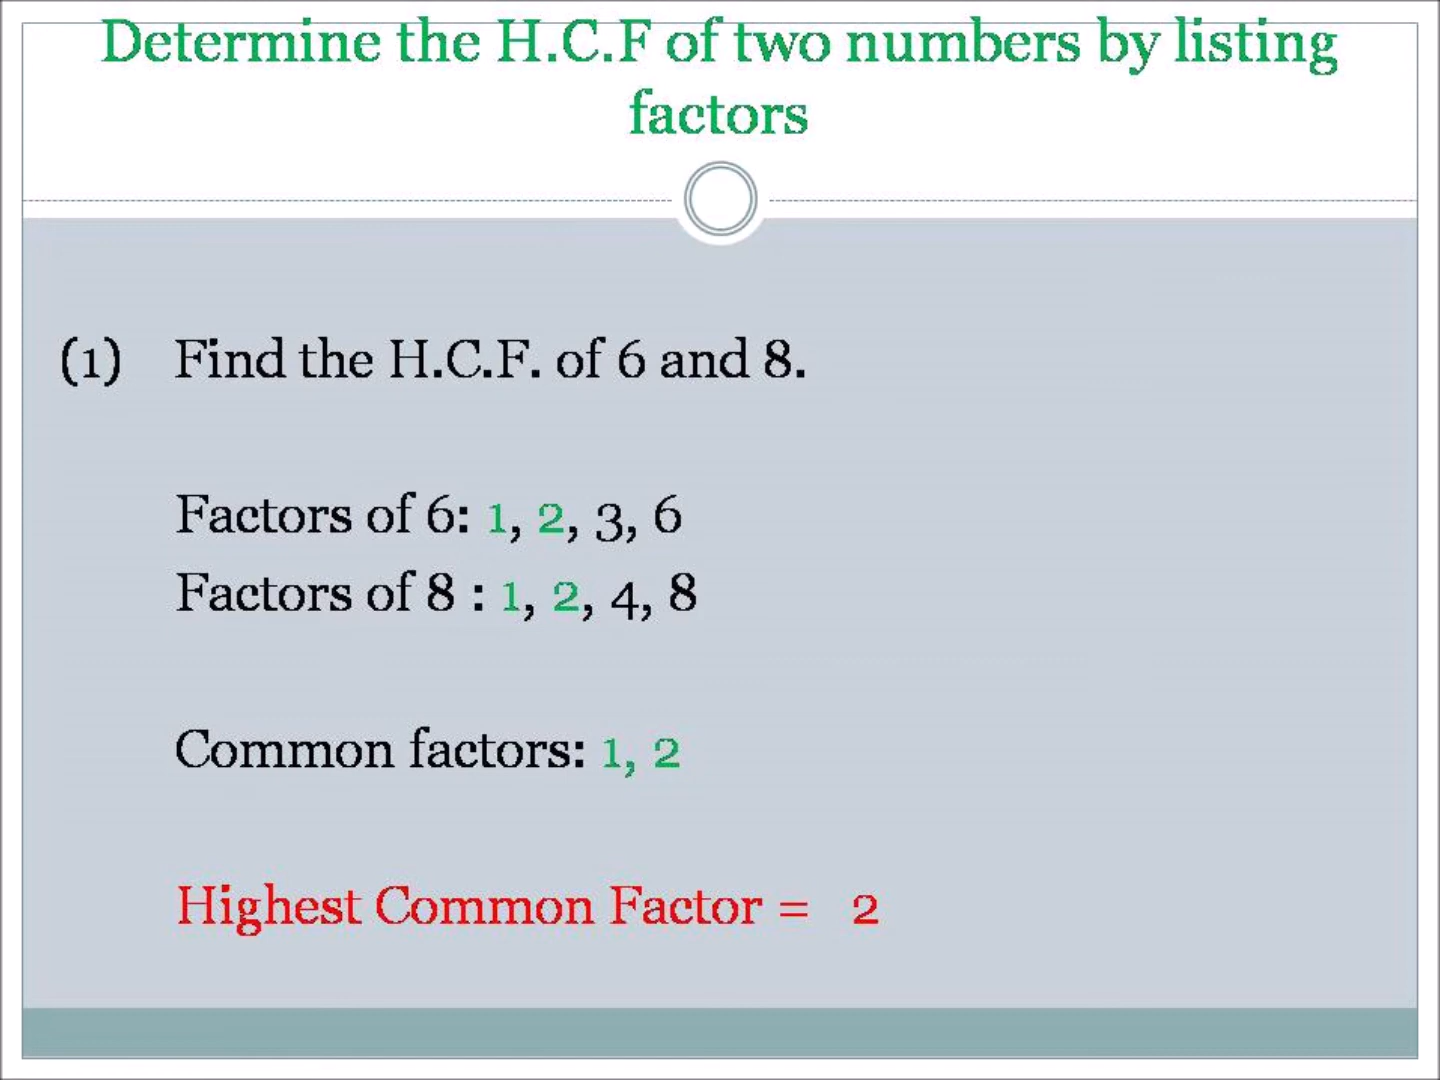 Determine the H.C.F of two numbers by listing
factors
(1) Find the H.C.F. of 6 and 8.
Factors of 6: 1, 2, 3, 6
Factors of 8 : 1, 2, 4, 8
Common factors: 1, 2
Highest Common Factor = 2